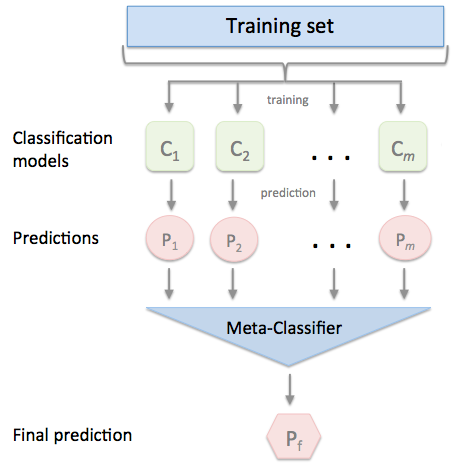 Training set
training
Classification
models
C1 C2 . . . Cm
prediction
Predictions
P1 P2 . . . Pm
Meta-Classifier
Final prediction
Pf